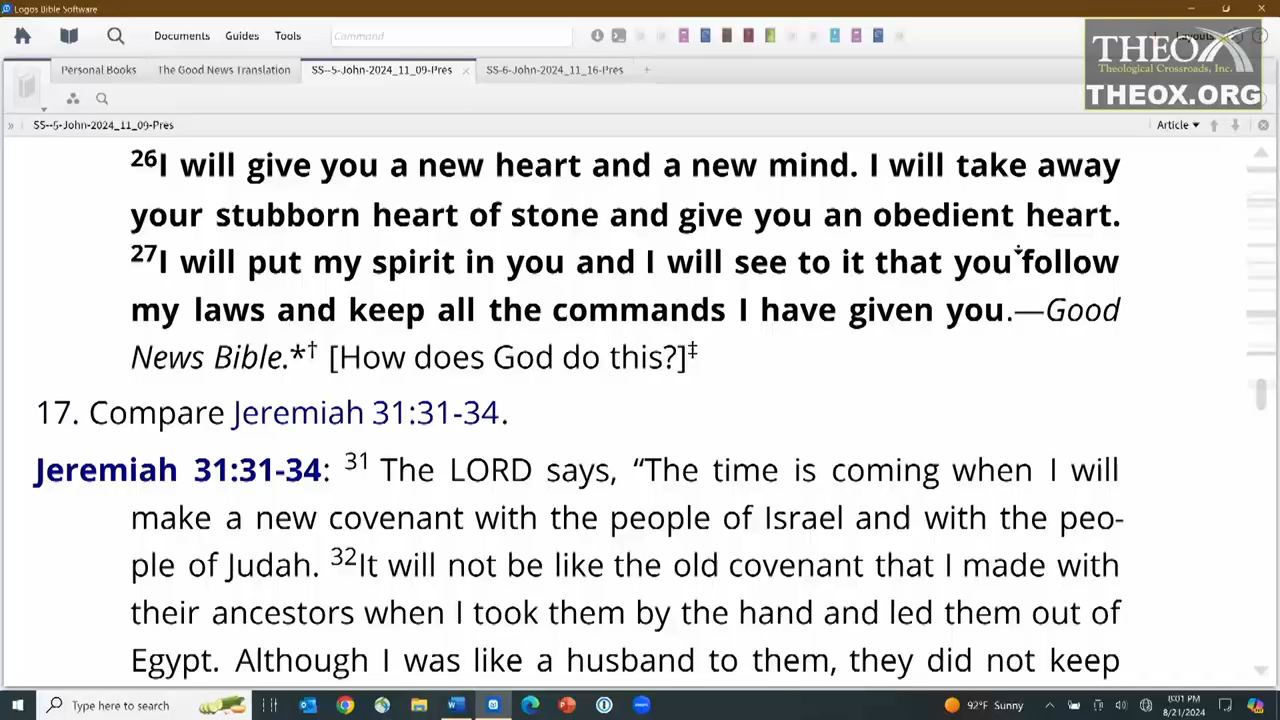 Logos Bible Software
Documents Guides Tools Command
THEOX
Theological Crossroads, Inc.
THEOX.ORG
Personal Books The Good News Translation SS--5-John-2024_11_09-Pres SS-6-John-2024_11_16-Pres
SS--5-John-2024_11_09-Pres Article
26I will give you a new heart and a new mind. I will take away
your stubborn heart of stone and give you an obedient heart.
27I will put my spirit in you and I will see to it that you follow
my laws and keep all the commands I have given you.—Good
News Bible.*† [How does God do this?]‡
17. Compare Jeremiah 31:31-34.
Jeremiah 31:31-34: 31 The LORD says, “The time is coming when I will
make a new covenant with the people of Israel and with the peo-
ple of Judah. 32It will not be like the old covenant that I made with
their ancestors when I took them by the hand and led them out of
Egypt. Although I was like a husband to them, they did not keep
Type here to search 92°F Sunny 8:01 PM
8/21/2024